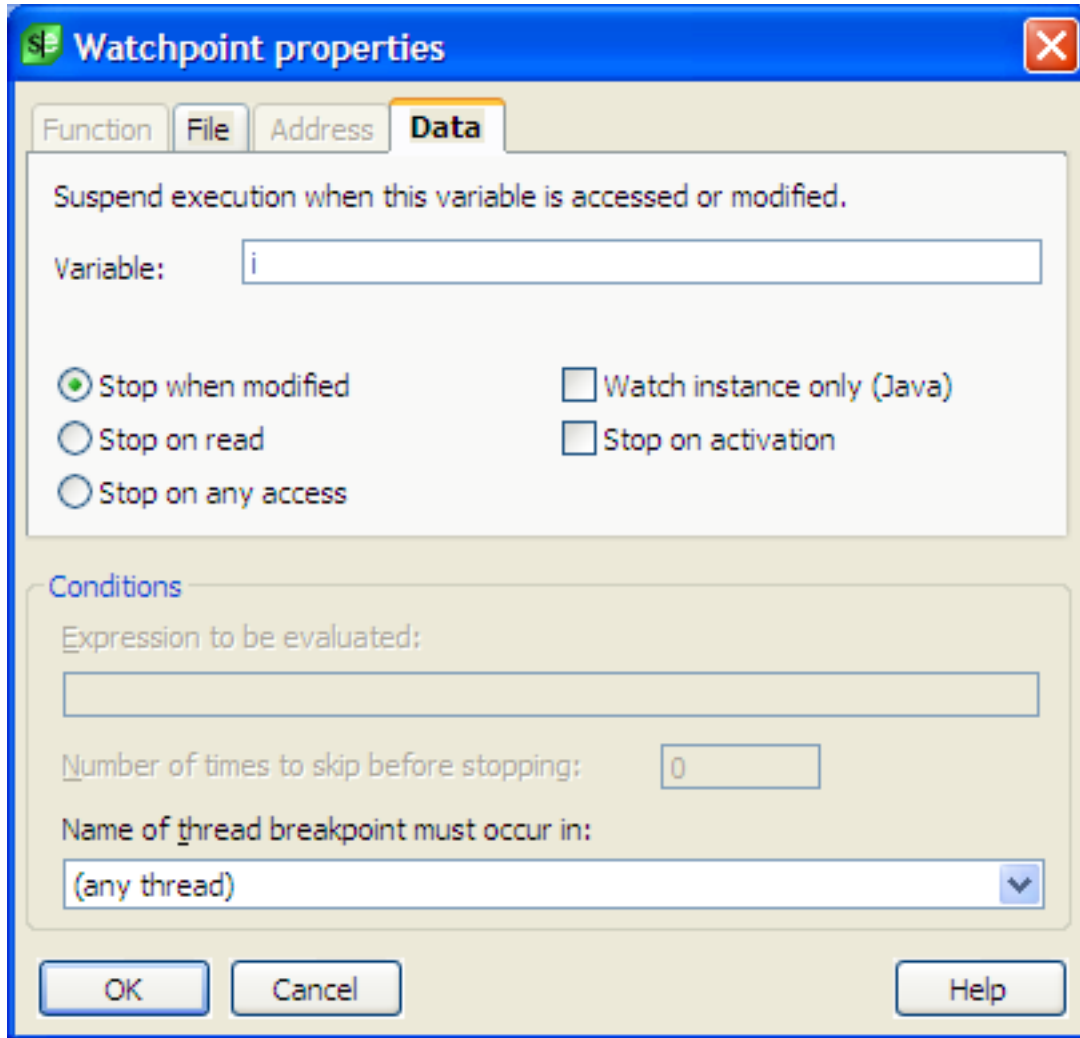 Watchpoint properties
Function File Address Data
Suspend execution when this variable is accessed or modified.
Variable: i
Stop when modified Watch instance only (Java)
Stop on read Stop on activation
Stop on any access
Conditions
Expression to be evaluated:
Number of times to skip before stopping: 0
Name of thread breakpoint must occur in:
(any thread)
OK Cancel Help